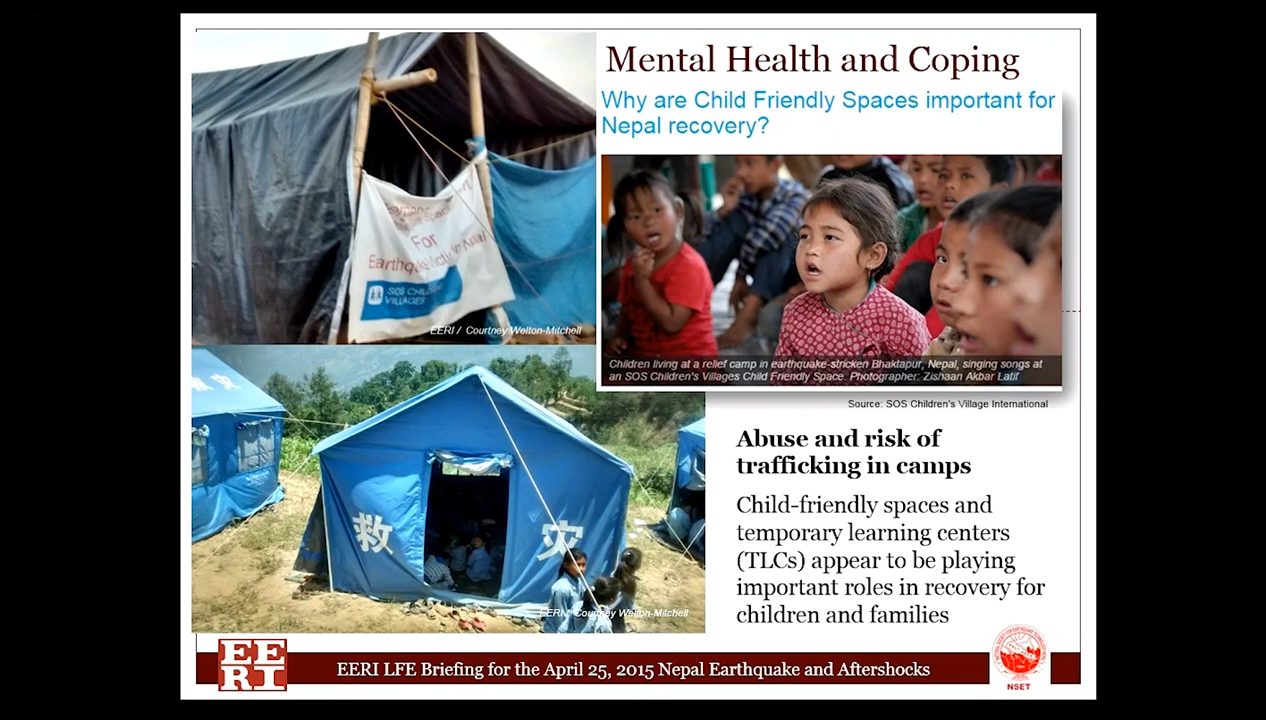 Mental Health and Coping
Why are Child Friendly Spaces important for
Nepal recovery?
For
SOS
VILLAGES
EERI / Courtney Welton-Mitchell
Children living at a relief camp in earthquake-stricken Bhaktapur, Nepal, singing songs at
an SOS Children's Villages Child Friendly Space. Photographer: Zishaan Akbar Latif
Source: SOS Children's Village International
救 灾
EERI / Courtney Welton-Mitchell
Abuse and risk of
trafficking in camps
Child-friendly spaces and
temporary learning centers
(TLCs) appear to be playing
important roles in recovery for
children and families
EE
RI
EERI LFE Briefing for the April 25, 2015 Nepal Earthquake and Aftershocks
NSET